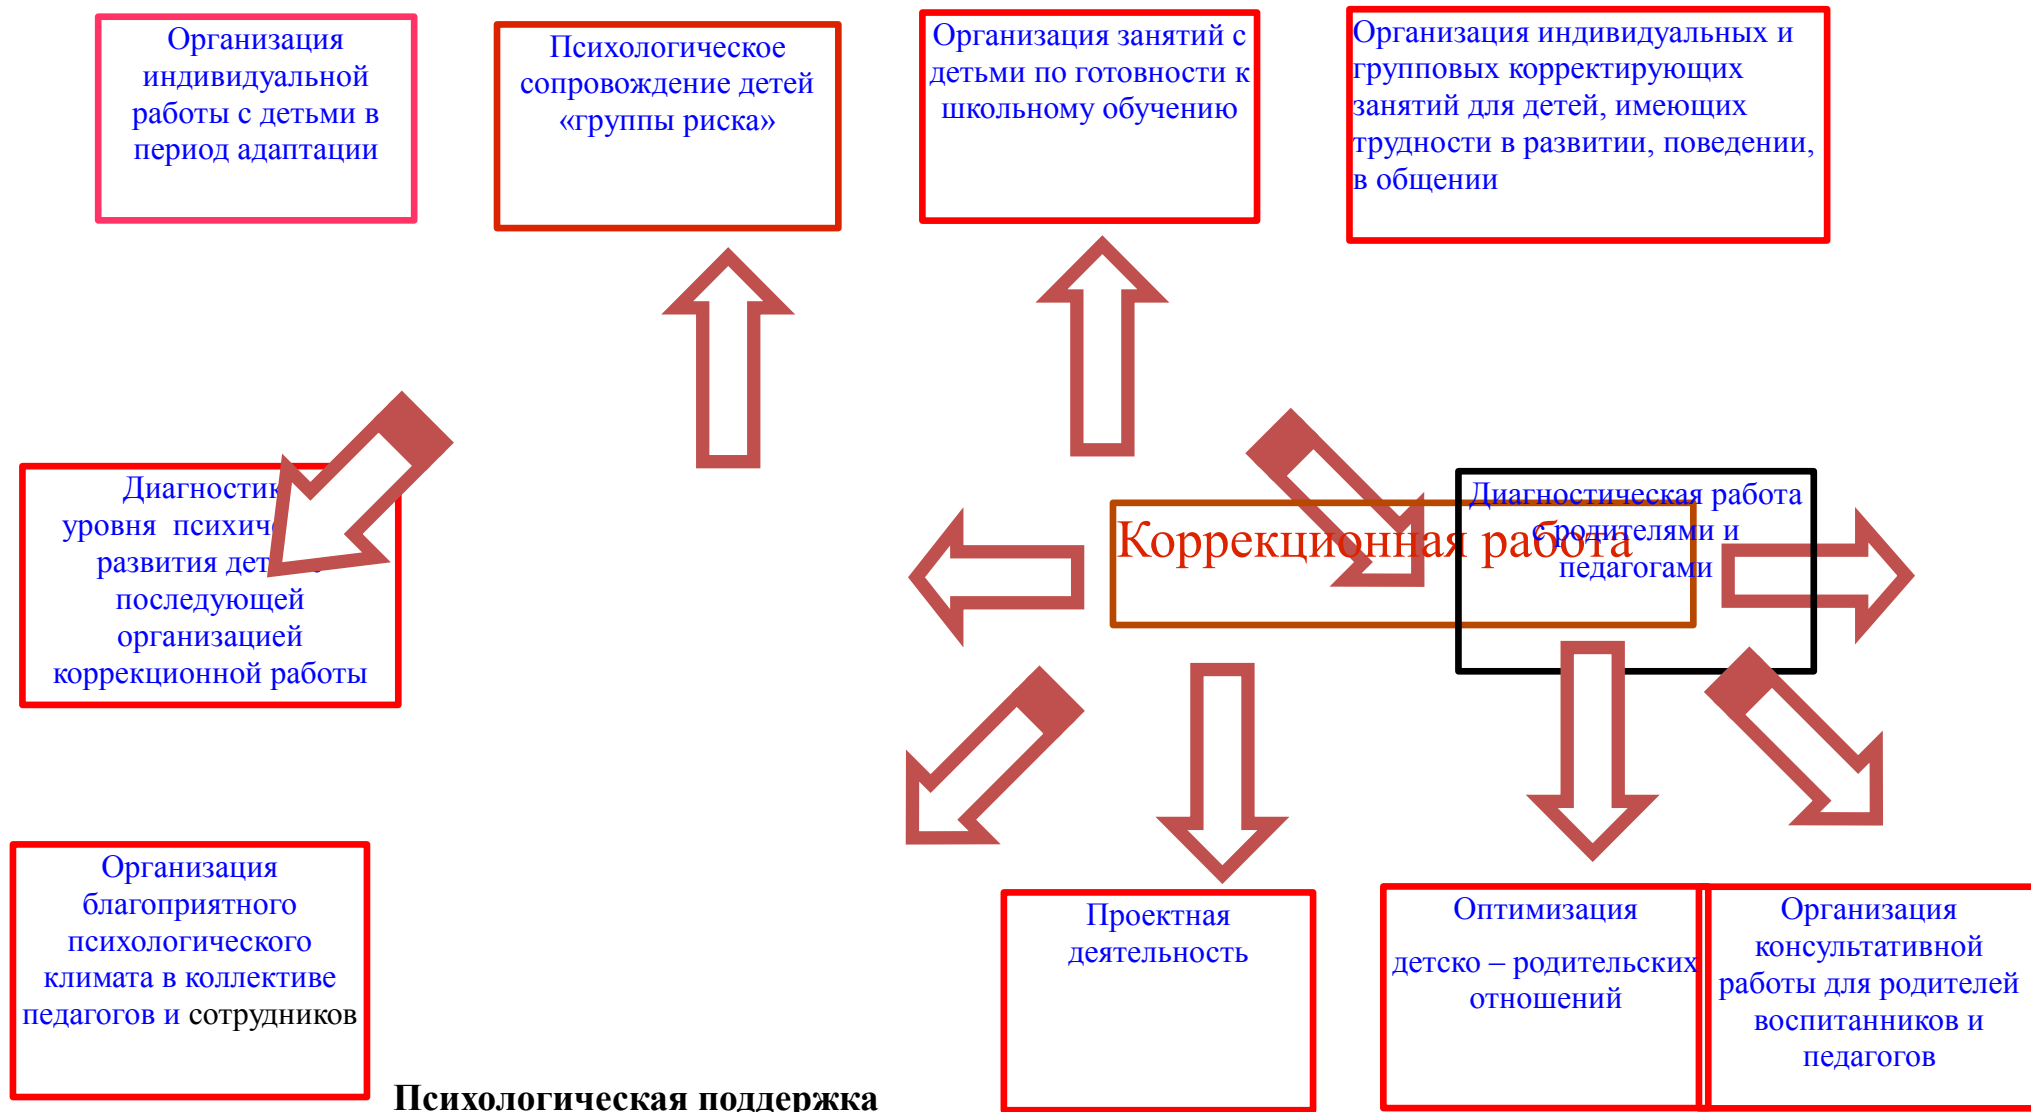 Организация
индивидуальной
работы с детьми в
период адаптации
Психологическое
сопровождение детей
«группы риска»
Организация занятий с
детьми по готовности к
школьному обучению
Организация индивидуальных и
групповых корректирующих
занятий для детей, имеющих
трудности в развитии, поведении,
в общении
уровня
развития
последующей
организацией
коррекционной работы
Коррекционная работа
Диагностическая работа
с родителями и
педагогами
Организация
благоприятного
психологического
климата в коллективе
педагогов и сотрудников
Проектная
деятельность
Оптимизация
детско – родительских
отношений
Организация
консультативной
работы для родителей
воспитанников и
педагогов
Психологическая поддержка